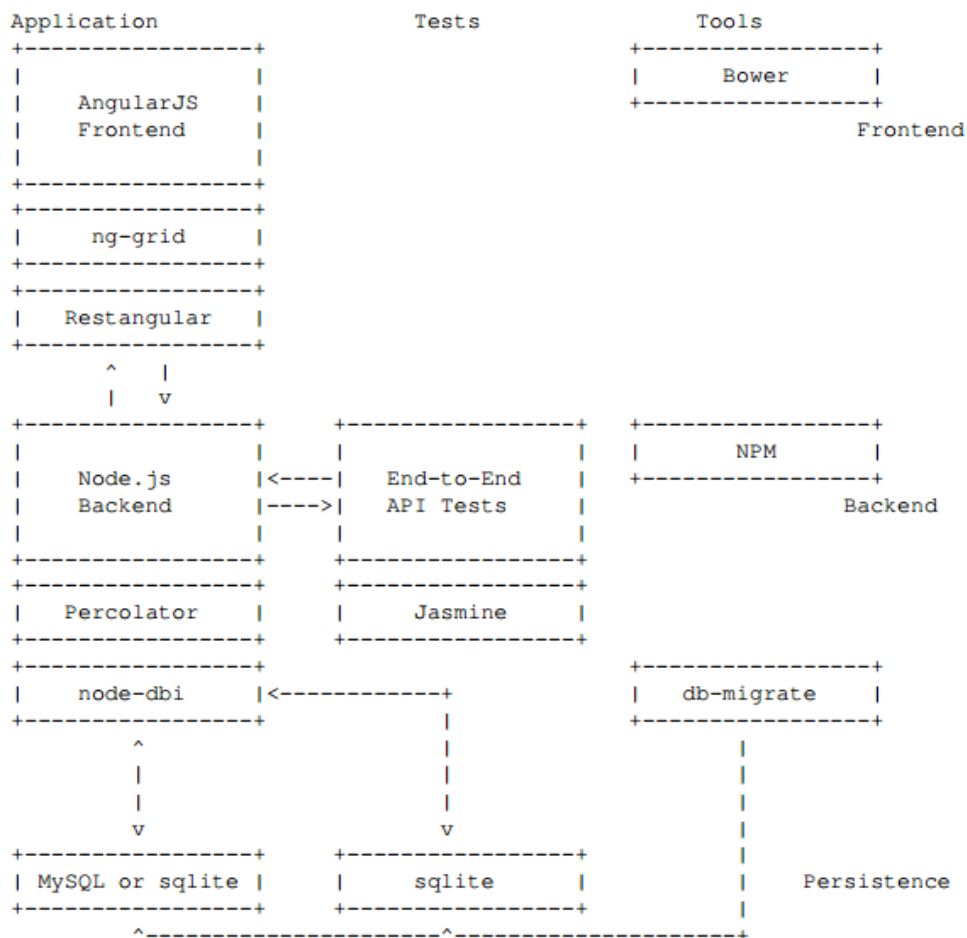 Application Tests Tools
Bower
AngularJS
Frontend Frontend
ng-grid
Restangular
NPM
Node.js End-to-End
Backend API Tests Backend
Percolator Jasmine
node-dbi db-migrate
MySQL or sqlite sqlite Persistence